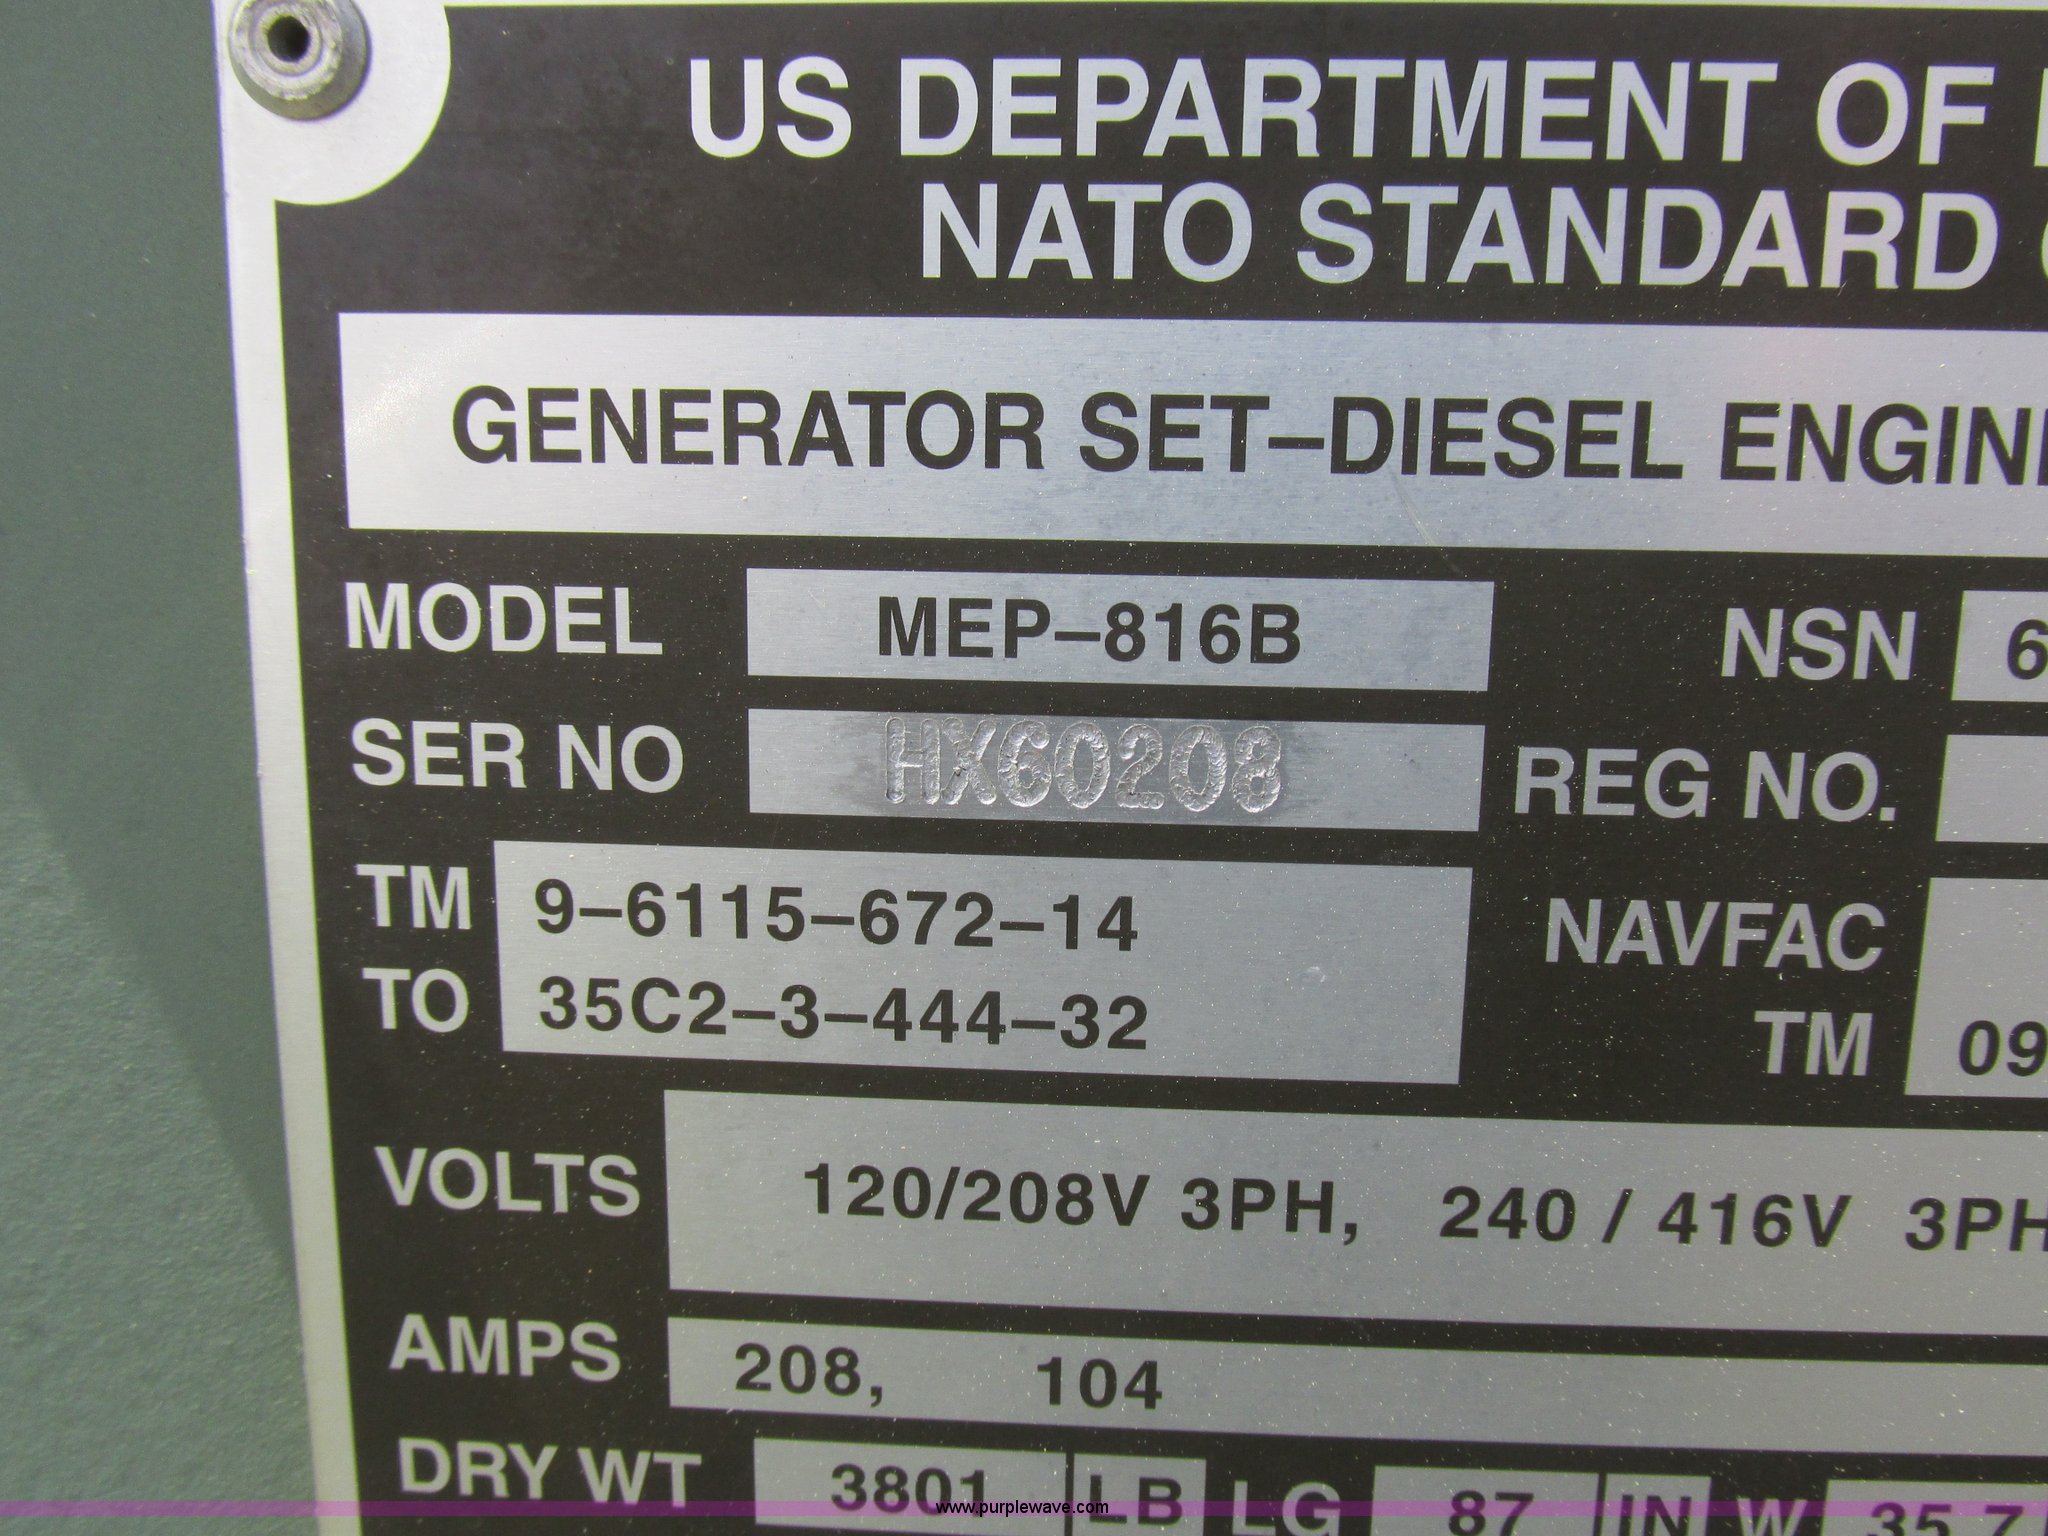 US DEPARTMENT OF
NATO STANDARD
GENERATOR SET–DIESEL ENGIN
MODEL MEP–816B NSN 6
SER NO HX60208 REG NO.
TM 9–6115–672–14 NAVFAC
TO 35C2–3–444–32 TM 09
VOLTS 120/208V 3PH, 240 / 416V 3PH
AMPS 208, 104
DRY WT 3801 LB LG 87 IN W 35.7
www.purplewave.com